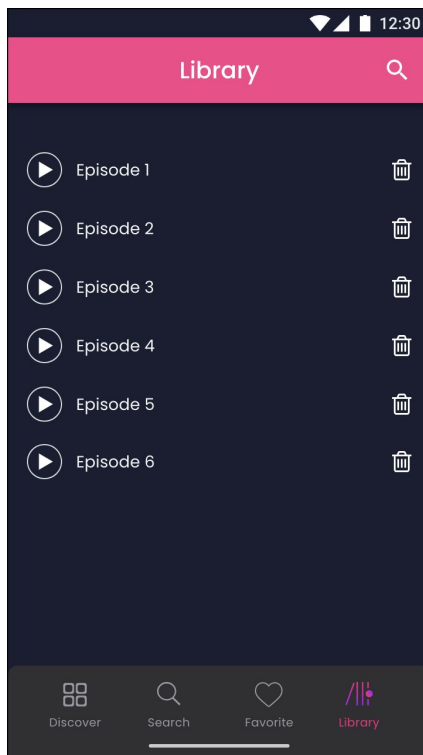 12:30
Library
Episode 1
Episode 2
Episode 3
Episode 4
Episode 5
Episode 6
Discover Search Favorite Library